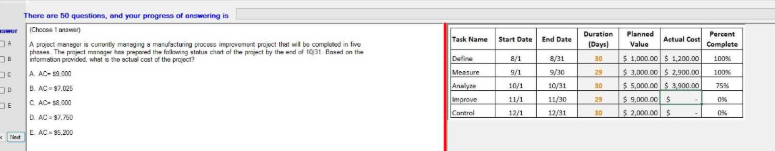 There are 50 questions, and your progress of answering is
(Choose 1 answer)
A project manager is currently managing a manufacturing process improvement project that will be completed in five
phases. The project manager has prepared the following status chart of the project by the end of 10/31. Based on the
information provided, what is the actual cost of the project?
A. AC= $9,000
B. AC = $7,025
C. AC= $8,000
D. AC = $7,750
E. AC = $5,200
A
B
C
D
E
Next
Task Name Start Date End Date Duration (Days) Planned Value Actual Cost Percent Complete
Define 8/1 8/31 30 $ 1,000.00 $ 1,200.00 100%
Measure 9/1 9/30 29 $ 3,000.00 $ 2,900.00 100%
Analyze 10/1 10/31 30 $ 5,000.00 $ 3,900.00 75%
Improve 11/1 11/30 29 $ 9,000.00 $ - 0%
Control 12/1 12/31 30 $ 2,000.00 $ - 0%